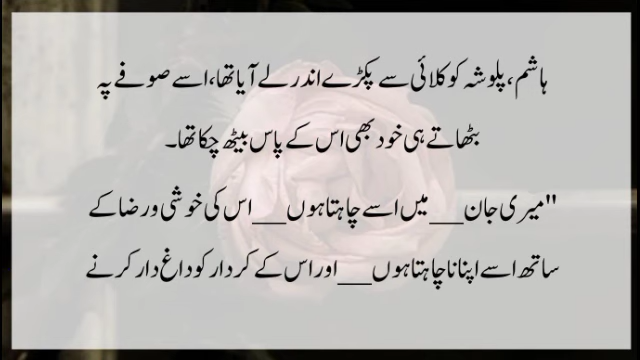 ہاشم، پلوشہ کو کلائی سے پکڑے اندر لے آیا تھا، اسے صوفے پہ
بٹھاتے ہی خود بھی اس کے پاس بیٹھ چکا تھا۔
"میری جان___ میں اسے چاہتا ہوں___ اس کی خوشی و رضا کے
ساتھ اسے اپنانا چاہتا ہوں___ اور اس کے کردار کو داغ دار کرنے